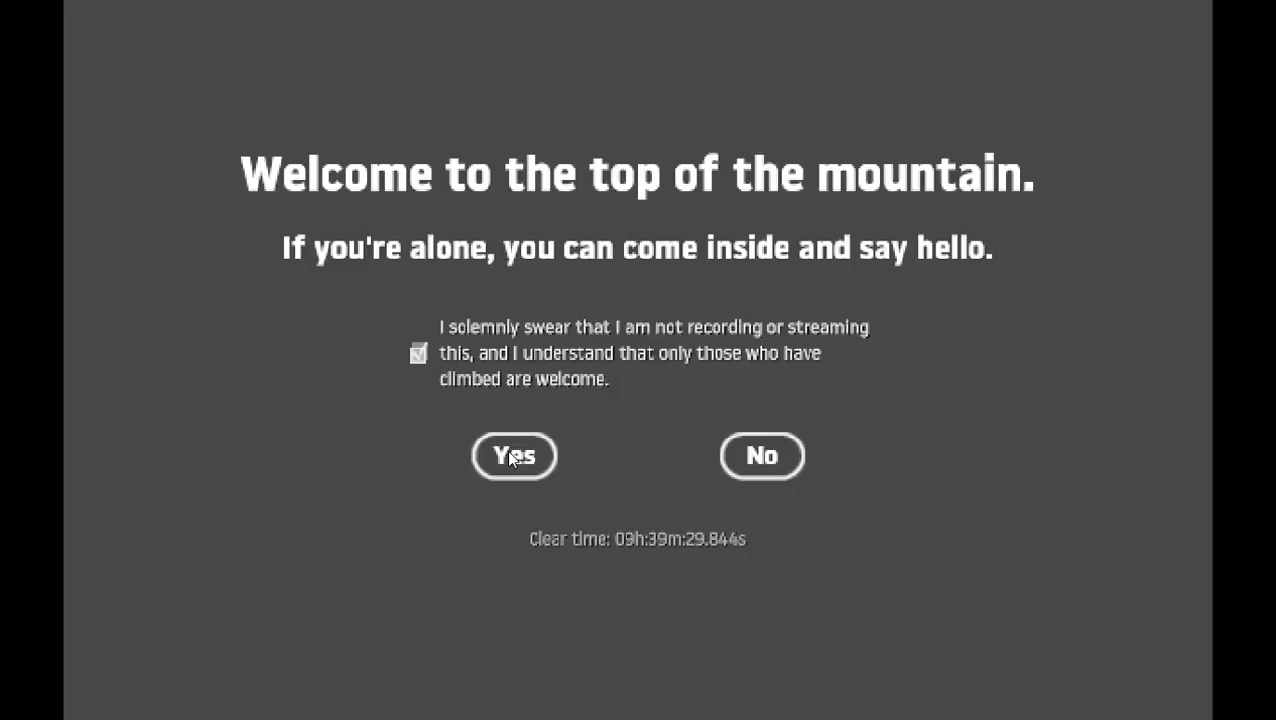 Welcome to the top of the mountain.
If you're alone, you can come inside and say hello.
I solemnly swear that I am not recording or streaming
this, and I understand that only those who have
climbed are welcome.
Yes
No
Clear time: 09h:39m:29.844s